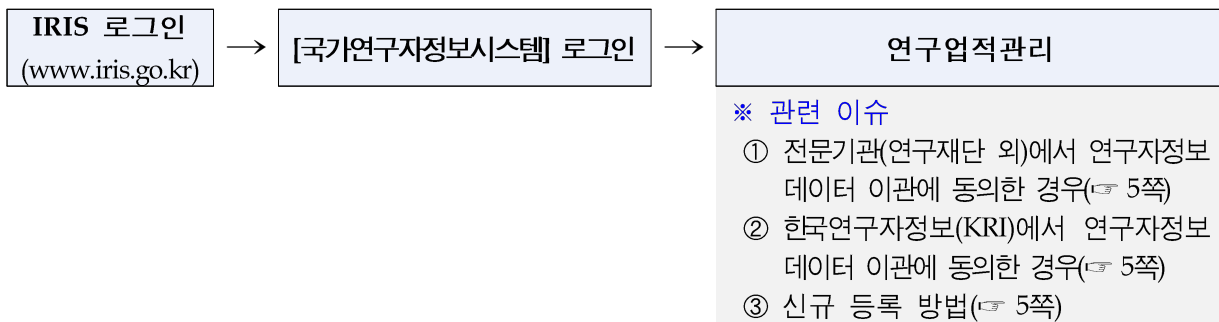 IRIS 로그인
(www.iris.go.kr)
→
[국가연구자정보시스템] 로그인
→
연구업적관리
※ 관련 이슈
① 전문기관(연구재단 외)에서 연구자정보
데이터 이관에 동의한 경우(☞ 5쪽)
② 한국연구자정보(KRI)에서 연구자정보
데이터 이관에 동의한 경우(☞ 5쪽)
③ 신규 등록 방법(☞ 5쪽)